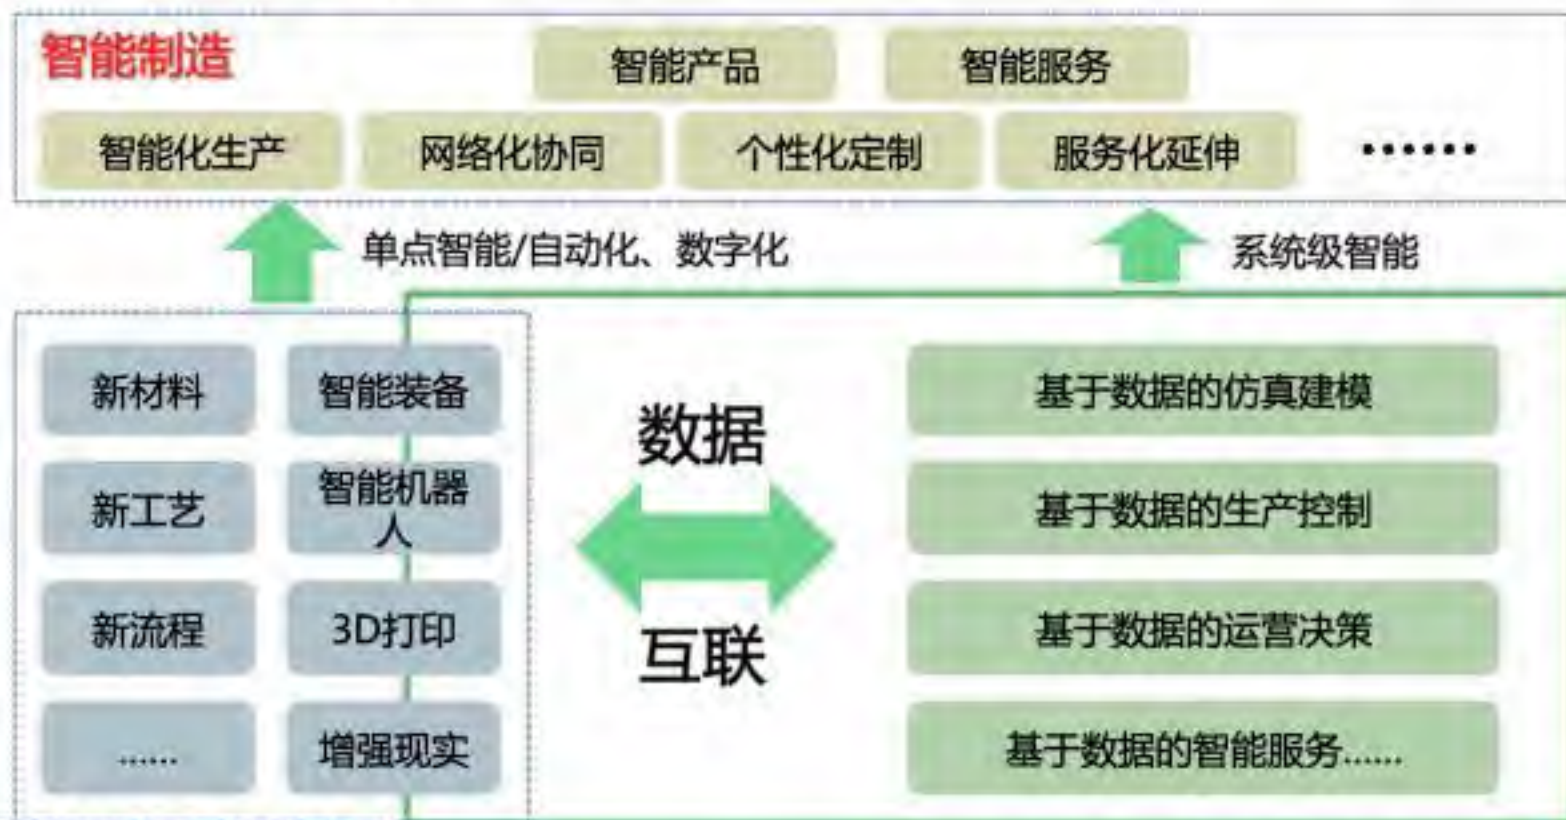 智能制造
智能产品
智能服务
智能化生产
网络化协同
个性化定制
服务化延伸
······
单点智能/自动化、数字化
系统级智能
新材料
智能装备
新工艺
智能机器
人
新流程
3D打印
......
增强现实
数据
互联
基于数据的仿真建模
基于数据的生产控制
基于数据的运营决策
基于数据的智能服务......